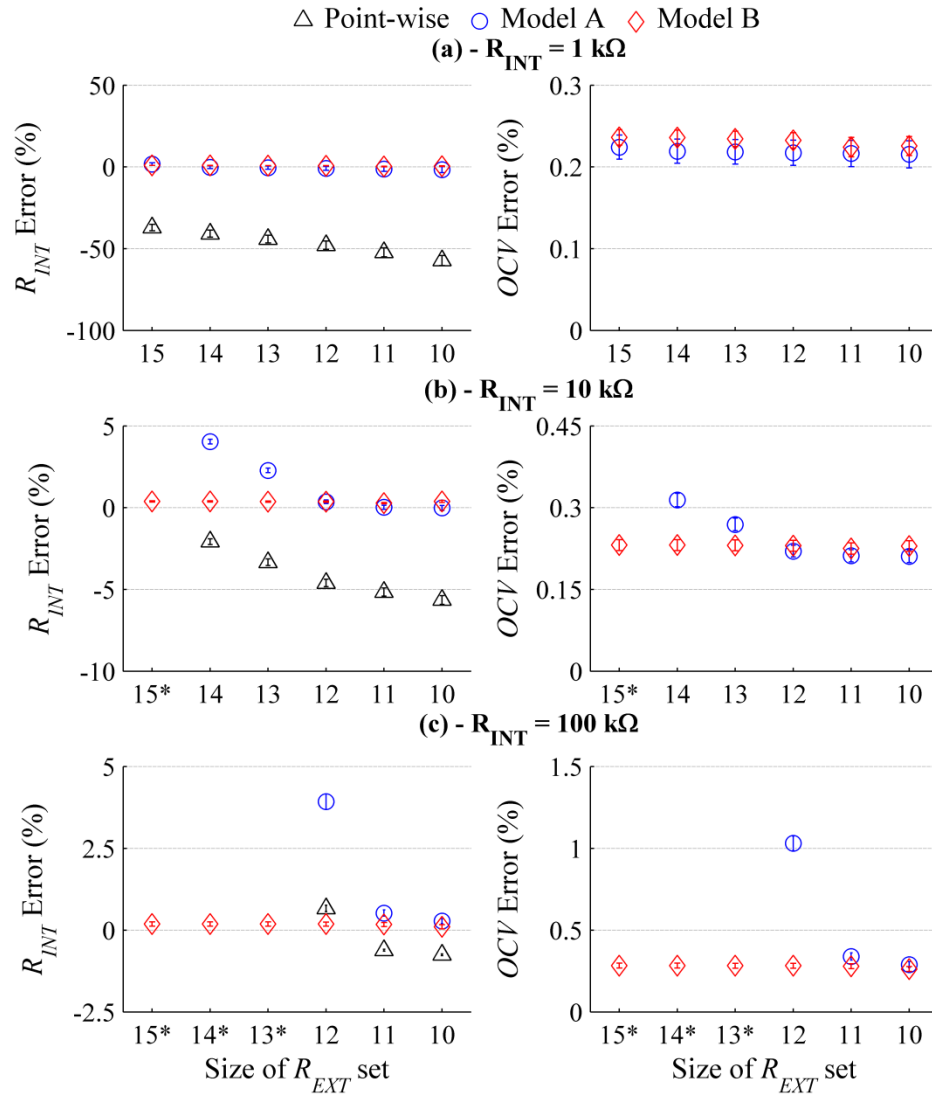 Point-wise Model A Model B
(a) - R_INT = 1 kΩ
R_INT Error (%)
50
0
-50
-100
15 14 13 12 11 10
OCV Error (%)
0.3
0.2
0.1
0
15 14 13 12 11 10
(b) - R_INT = 10 kΩ
R_INT Error (%)
5
0
-5
-10
15* 14 13 12 11 10
OCV Error (%)
0.45
0.3
0.15
0
15* 14 13 12 11 10
(c) - R_INT = 100 kΩ
R_INT Error (%)
5
2.5
0
-2.5
15* 14* 13* 12 11 10
Size of R_EXT set
OCV Error (%)
1.5
1
0.5
0
15* 14* 13* 12 11 10
Size of R_EXT set